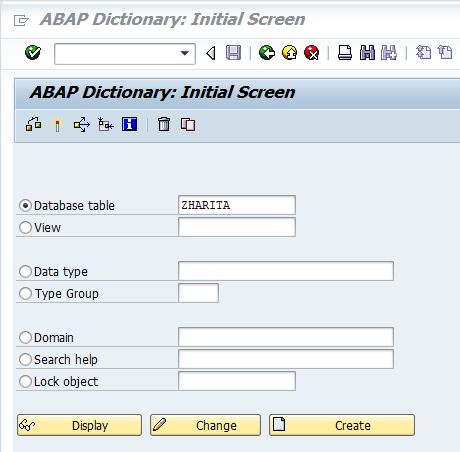 ABAP Dictionary: Initial Screen
ABAP Dictionary: Initial Screen
Database table ZHARITA
View
Data type
Type Group
Domain
Search help
Lock object
Display Change Create